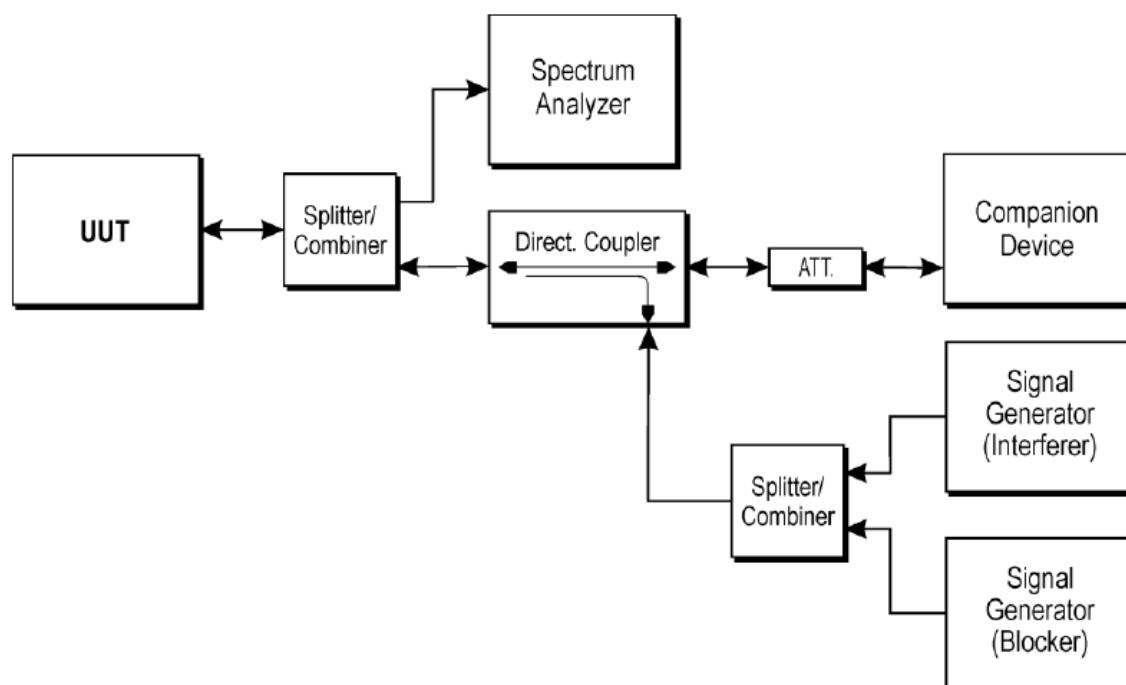 Spectrum
Analyzer
UUT
Splitter/
Combiner
Direct. Coupler
ATT.
Companion
Device
Signal
Generator
(Interferer)
Splitter/
Combiner
Signal
Generator
(Blocker)